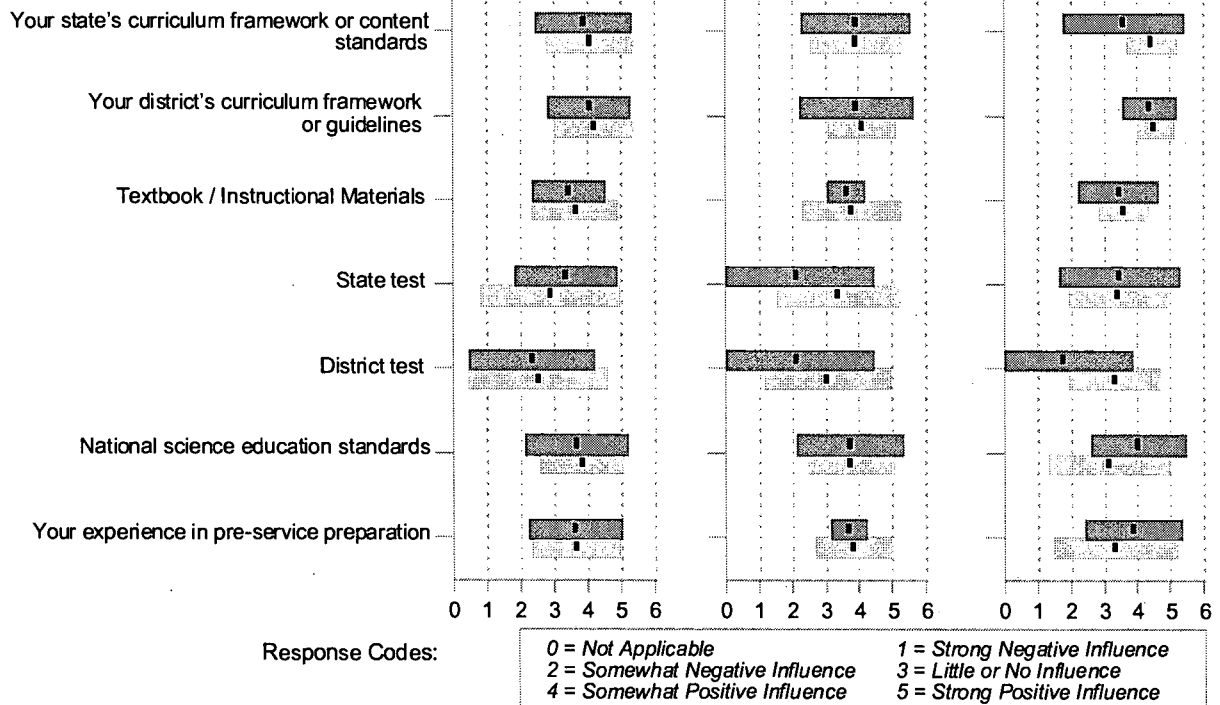 Your state's curriculum framework or content
standards
Your district's curriculum framework
or guidelines
Textbook / Instructional Materials
State test
District test
National science education standards
Your experience in pre-service preparation
0 1 2 3 4 5 6 0 1 2 3 4 5 6 0 1 2 3 4 5 6
Response Codes:
0 = Not Applicable 1 = Strong Negative Influence
2 = Somewhat Negative Influence 3 = Little or No Influence
4 = Somewhat Positive Influence 5 = Strong Positive Influence